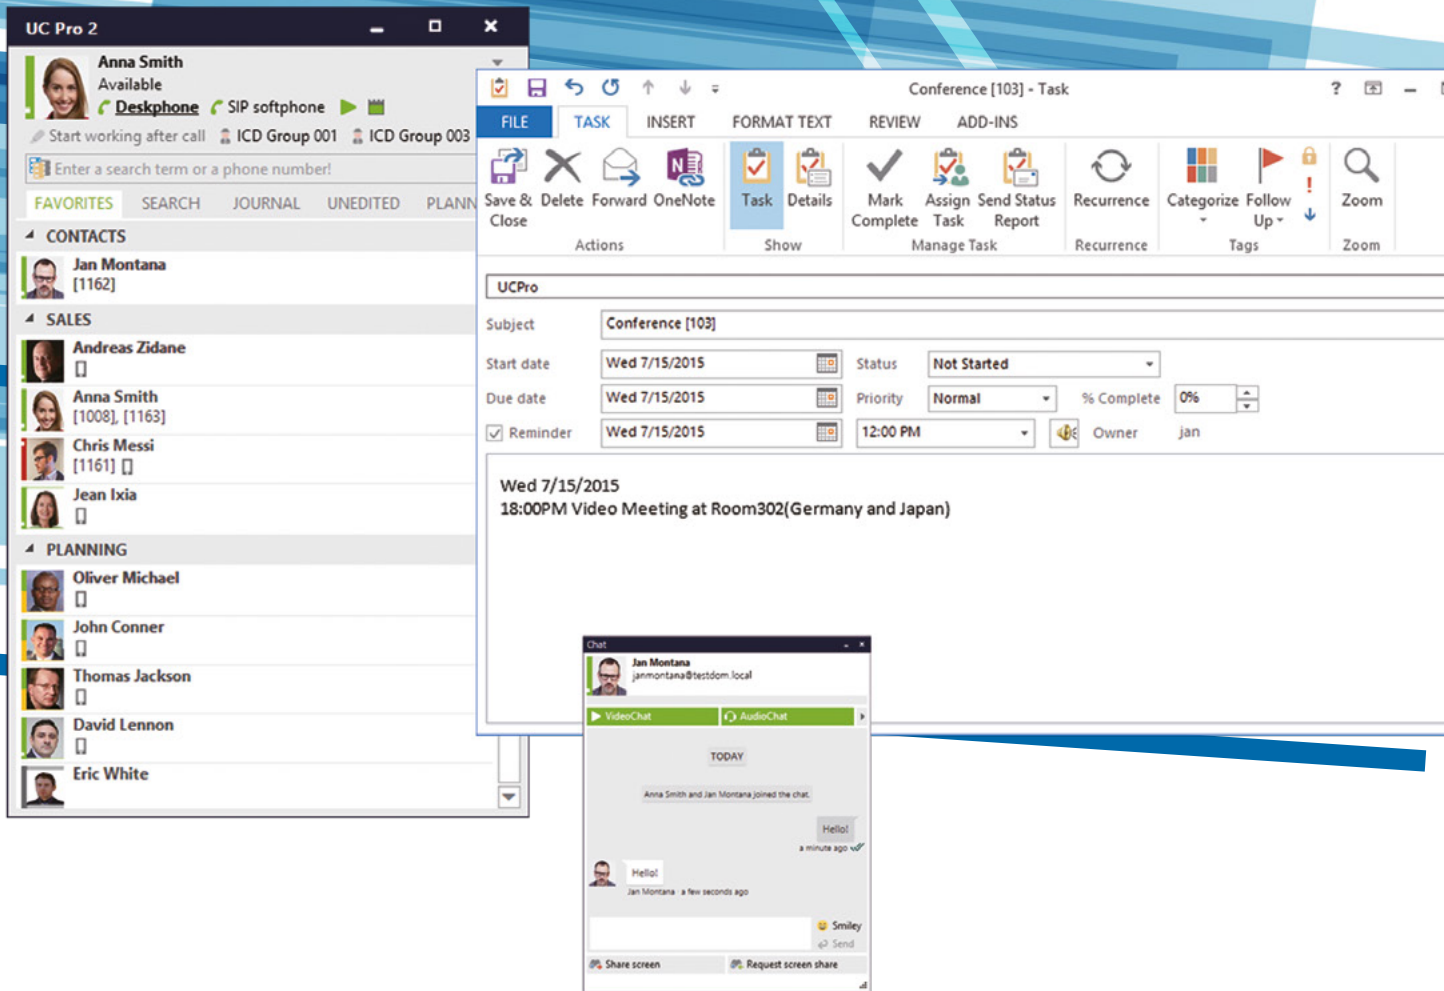 UC Pro 2
Anna Smith
Available
Deskphone SIP softphone
Start working after call ICD Group 001 ICD Group 003
Enter a search term or a phone number!
FAVORITES SEARCH JOURNAL UNEDITED PLANN
CONTACTS
Jan Montana
[1162]
SALES
Andreas Zidane
Anna Smith
[1008], [1163]
Chris Messi
[1161]
Jean Ixia
PLANNING
Oliver Michael
John Conner
Thomas Jackson
David Lennon
Eric White
Conference [103] - Task
?
FILE TASK INSERT FORMAT TEXT REVIEW ADD-INS
Save & Close
Delete
Forward
OneNote
Task
Details
Mark Complete
Assign Task
Send Status Report
Recurrence
Categorize
Follow Up
Zoom
Actions Show Manage Task Recurrence Tags Zoom
UCPro
Subject Conference [103]
Start date Wed 7/15/2015 Status Not Started
Due date Wed 7/15/2015 Priority Normal % Complete 0%
Reminder Wed 7/15/2015 12:00 PM Owner jan
Wed 7/15/2015
18:00PM Video Meeting at Room302(Germany and Japan)
Chat
Jan Montana
janmontana@testdom.local
VideoChat AudioChat
TODAY
Anna Smith and Jan Montana joined the chat.
Hello!
a minute ago
Hello!
Jan Montana · a few seconds ago
Smiley
Send
Share screen Request screen share